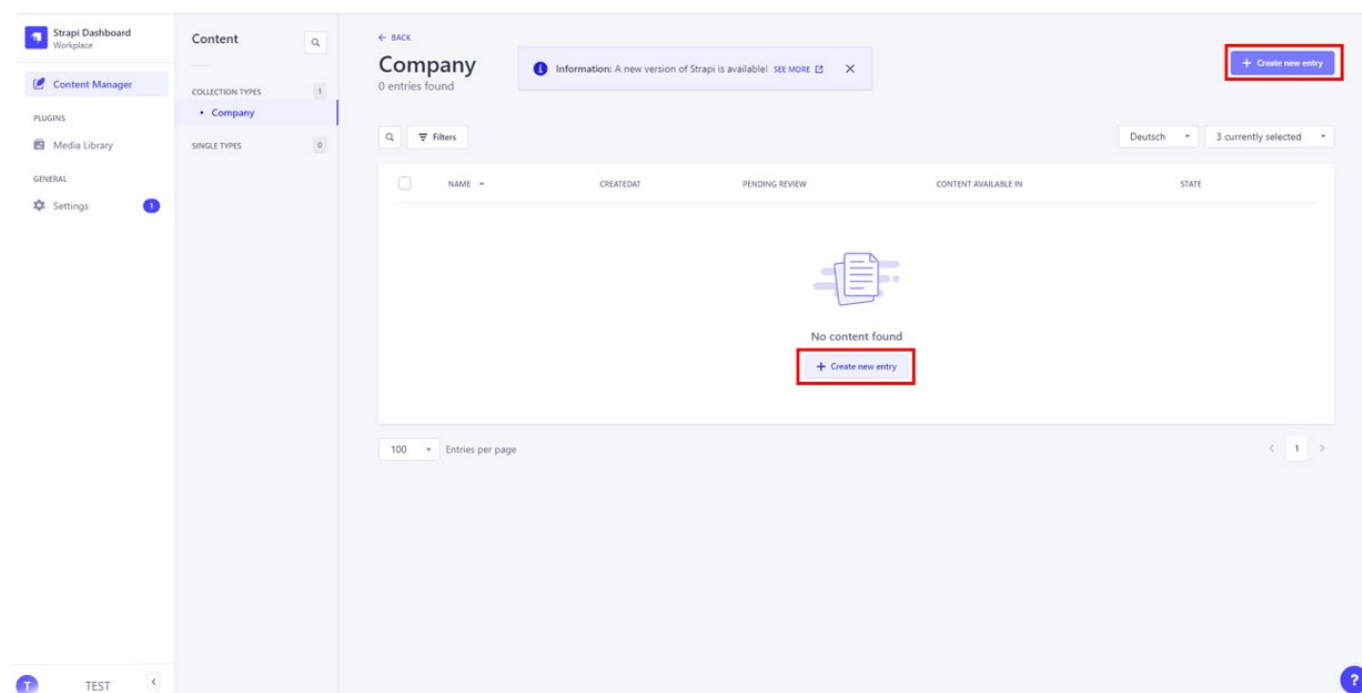 Strapi Dashboard
Workplace
Content Manager
PLUGINS
Media Library
GENERAL
Settings
1
TEST
T
Content
COLLECTION TYPES
1
Company
SINGLE TYPES
0
BACK
Company
0 entries found
Information: A new version of Strapi is available! SEE MORE
+ Create new entry
Filters
Deutsch
3 currently selected
NAME CREATEDAT PENDING REVIEW CONTENT AVAILABLE IN STATE
No content found
+ Create new entry
100 Entries per page
1
?